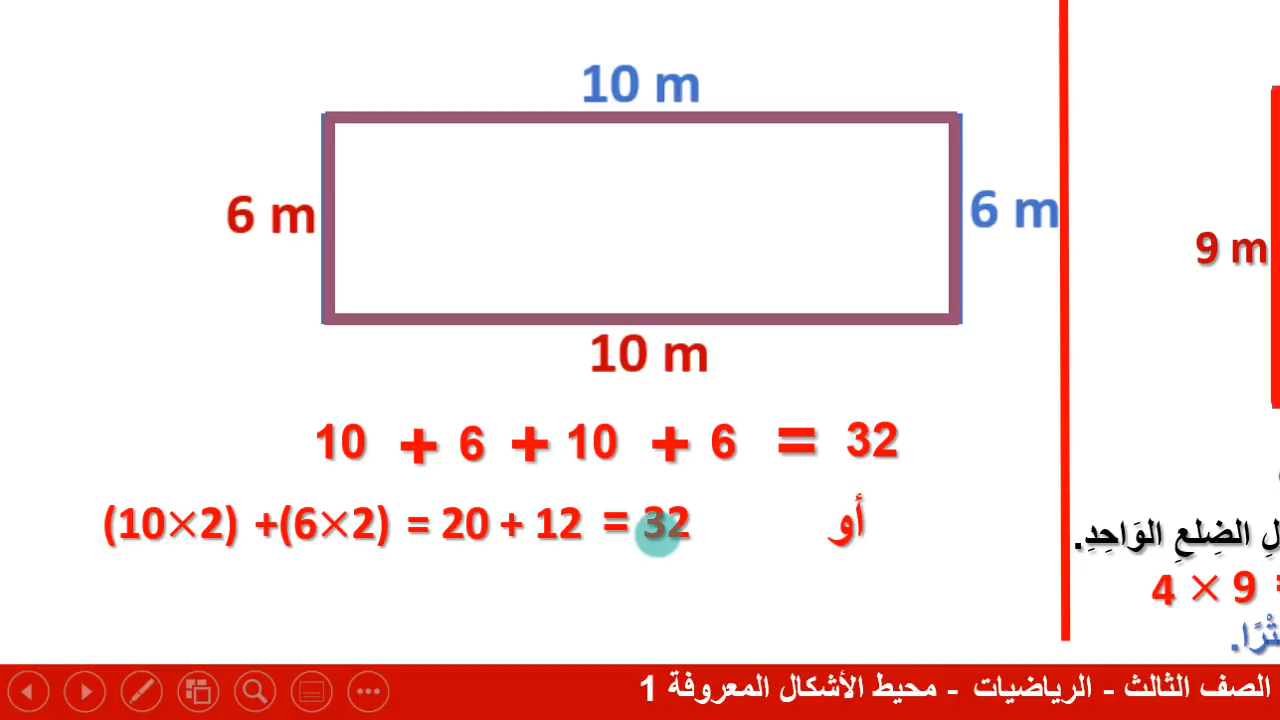 10 m
6 m
6 m
10 m
10 + 6 + 10 + 6 = 32
أو
(10×2) +(6×2) = 20 + 12 = 32
9 m
الضِلعِ الوَاحِدِ.
4 × 9 =
الصف الثالث - الرياضيات - محيط الأشكال المعروفة 1